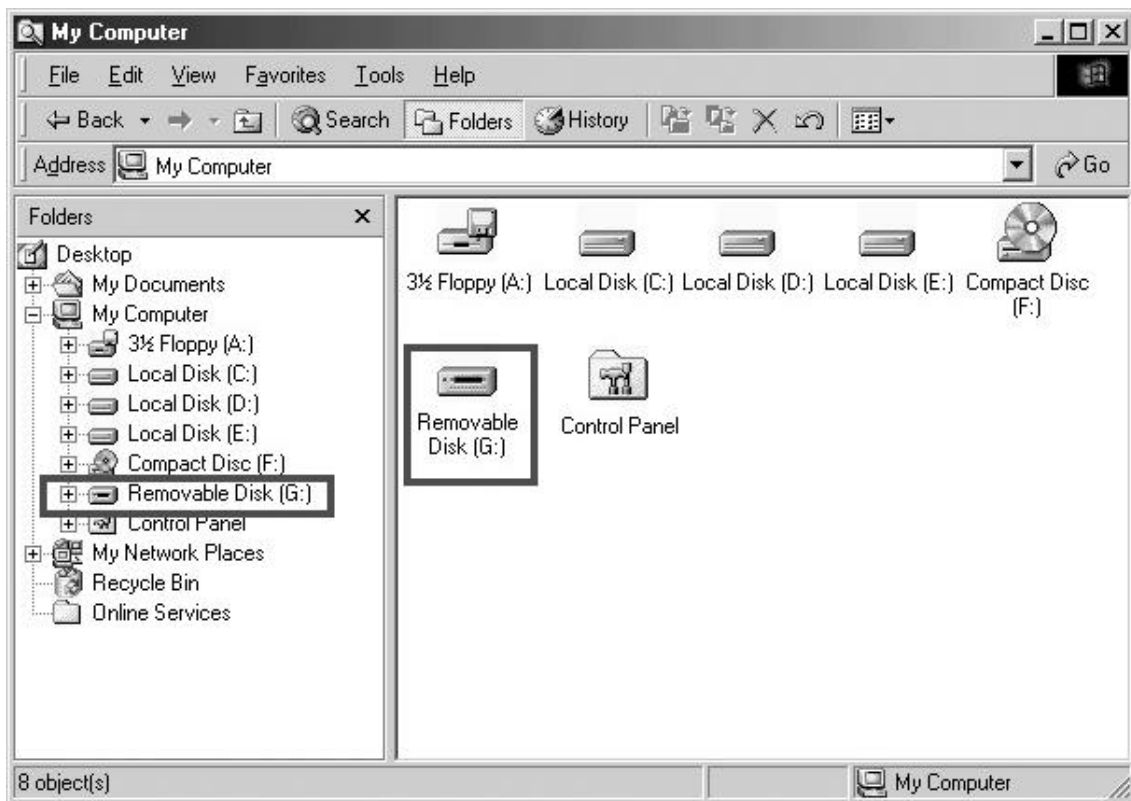 My Computer
File Edit View Favorites Tools Help
Back Search Folders History
Address My Computer Go
Folders
Desktop
My Documents
My Computer
3½ Floppy (A:)
Local Disk (C:)
Local Disk (D:)
Local Disk (E:)
Compact Disc (F:)
Removable Disk (G:)
Control Panel
My Network Places
Recycle Bin
Online Services
3½ Floppy (A:) Local Disk (C:) Local Disk (D:) Local Disk (E:) Compact Disc
(F:)
Removable
Disk (G:)
Control Panel
8 object(s) My Computer